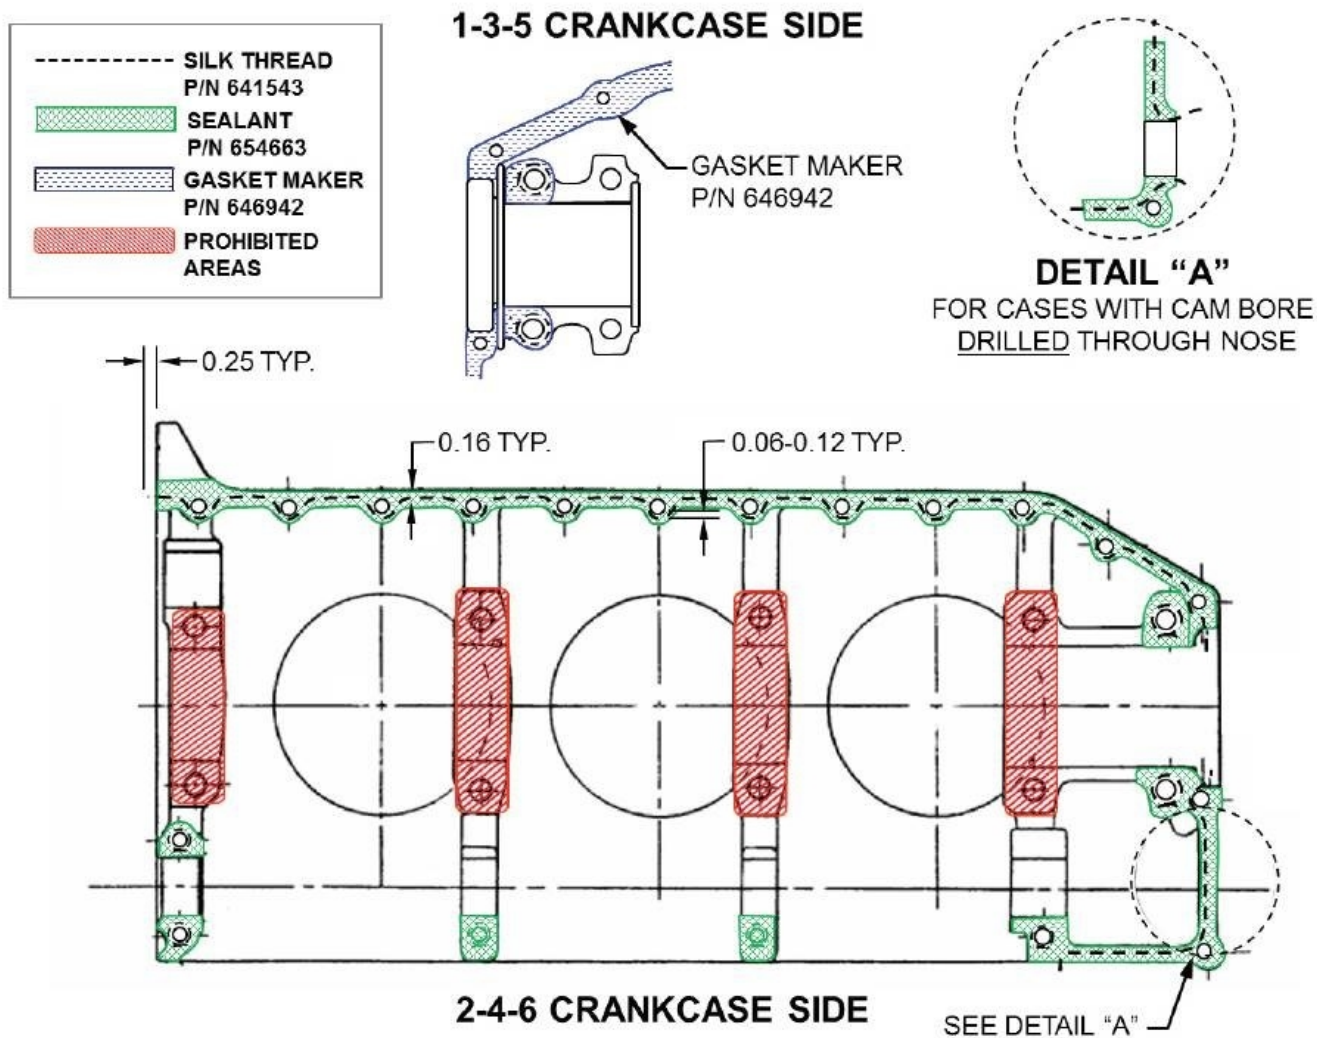 1-3-5 CRANKCASE SIDE
SILK THREAD
P/N 641543
SEALANT
P/N 654663
GASKET MAKER
P/N 646942
PROHIBITED
AREAS
GASKET MAKER
P/N 646942
DETAIL “A”
FOR CASES WITH CAM BORE
DRILLED THROUGH NOSE
0.25 TYP.
0.16 TYP.
0.06-0.12 TYP.
2-4-6 CRANKCASE SIDE
SEE DETAIL “A”